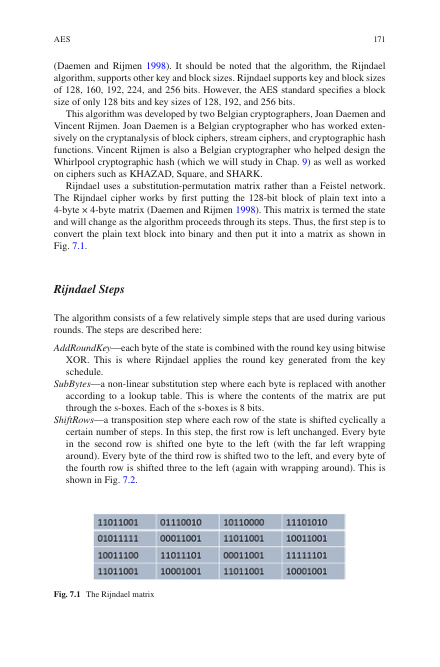 AES 171
(Daemen and Rijmen 1998). It should be noted that the algorithm, the Rijndael
algorithm, supports other key and block sizes. Rijndael supports key and block sizes
of 128, 160, 192, 224, and 256 bits. However, the AES standard specifies a block
size of only 128 bits and key sizes of 128, 192, and 256 bits.
This algorithm was developed by two Belgian cryptographers, Joan Daemen and
Vincent Rijmen. Joan Daemen is a Belgian cryptographer who has worked exten-
sively on the cryptanalysis of block ciphers, stream ciphers, and cryptographic hash
functions. Vincent Rijmen is also a Belgian cryptographer who helped design the
Whirlpool cryptographic hash (which we will study in Chap. 9) as well as worked
on ciphers such as KHAZAD, Square, and SHARK.
Rijndael uses a substitution-permutation matrix rather than a Feistel network.
The Rijndael cipher works by first putting the 128-bit block of plain text into a
4-byte × 4-byte matrix (Daemen and Rijmen 1998). This matrix is termed the state
and will change as the algorithm proceeds through its steps. Thus, the first step is to
convert the plain text block into binary and then put it into a matrix as shown in
Fig. 7.1.
Rijndael Steps
The algorithm consists of a few relatively simple steps that are used during various
rounds. The steps are described here:
AddRoundKey—each byte of the state is combined with the round key using bitwise
XOR. This is where Rijndael applies the round key generated from the key
schedule.
SubBytes—a non-linear substitution step where each byte is replaced with another
according to a lookup table. This is where the contents of the matrix are put
through the s-boxes. Each of the s-boxes is 8 bits.
ShiftRows—a transposition step where each row of the state is shifted cyclically a
certain number of steps. In this step, the first row is left unchanged. Every byte
in the second row is shifted one byte to the left (with the far left wrapping
around). Every byte of the third row is shifted two to the left, and every byte of
the fourth row is shifted three to the left (again with wrapping around). This is
shown in Fig. 7.2.
11011001 01110010 10110000 11101010
01011111 00011001 11011001 10011001
10011100 11011101 00011001 11111101
11011001 10001001 11011001 10001001
Fig. 7.1 The Rijndael matrix